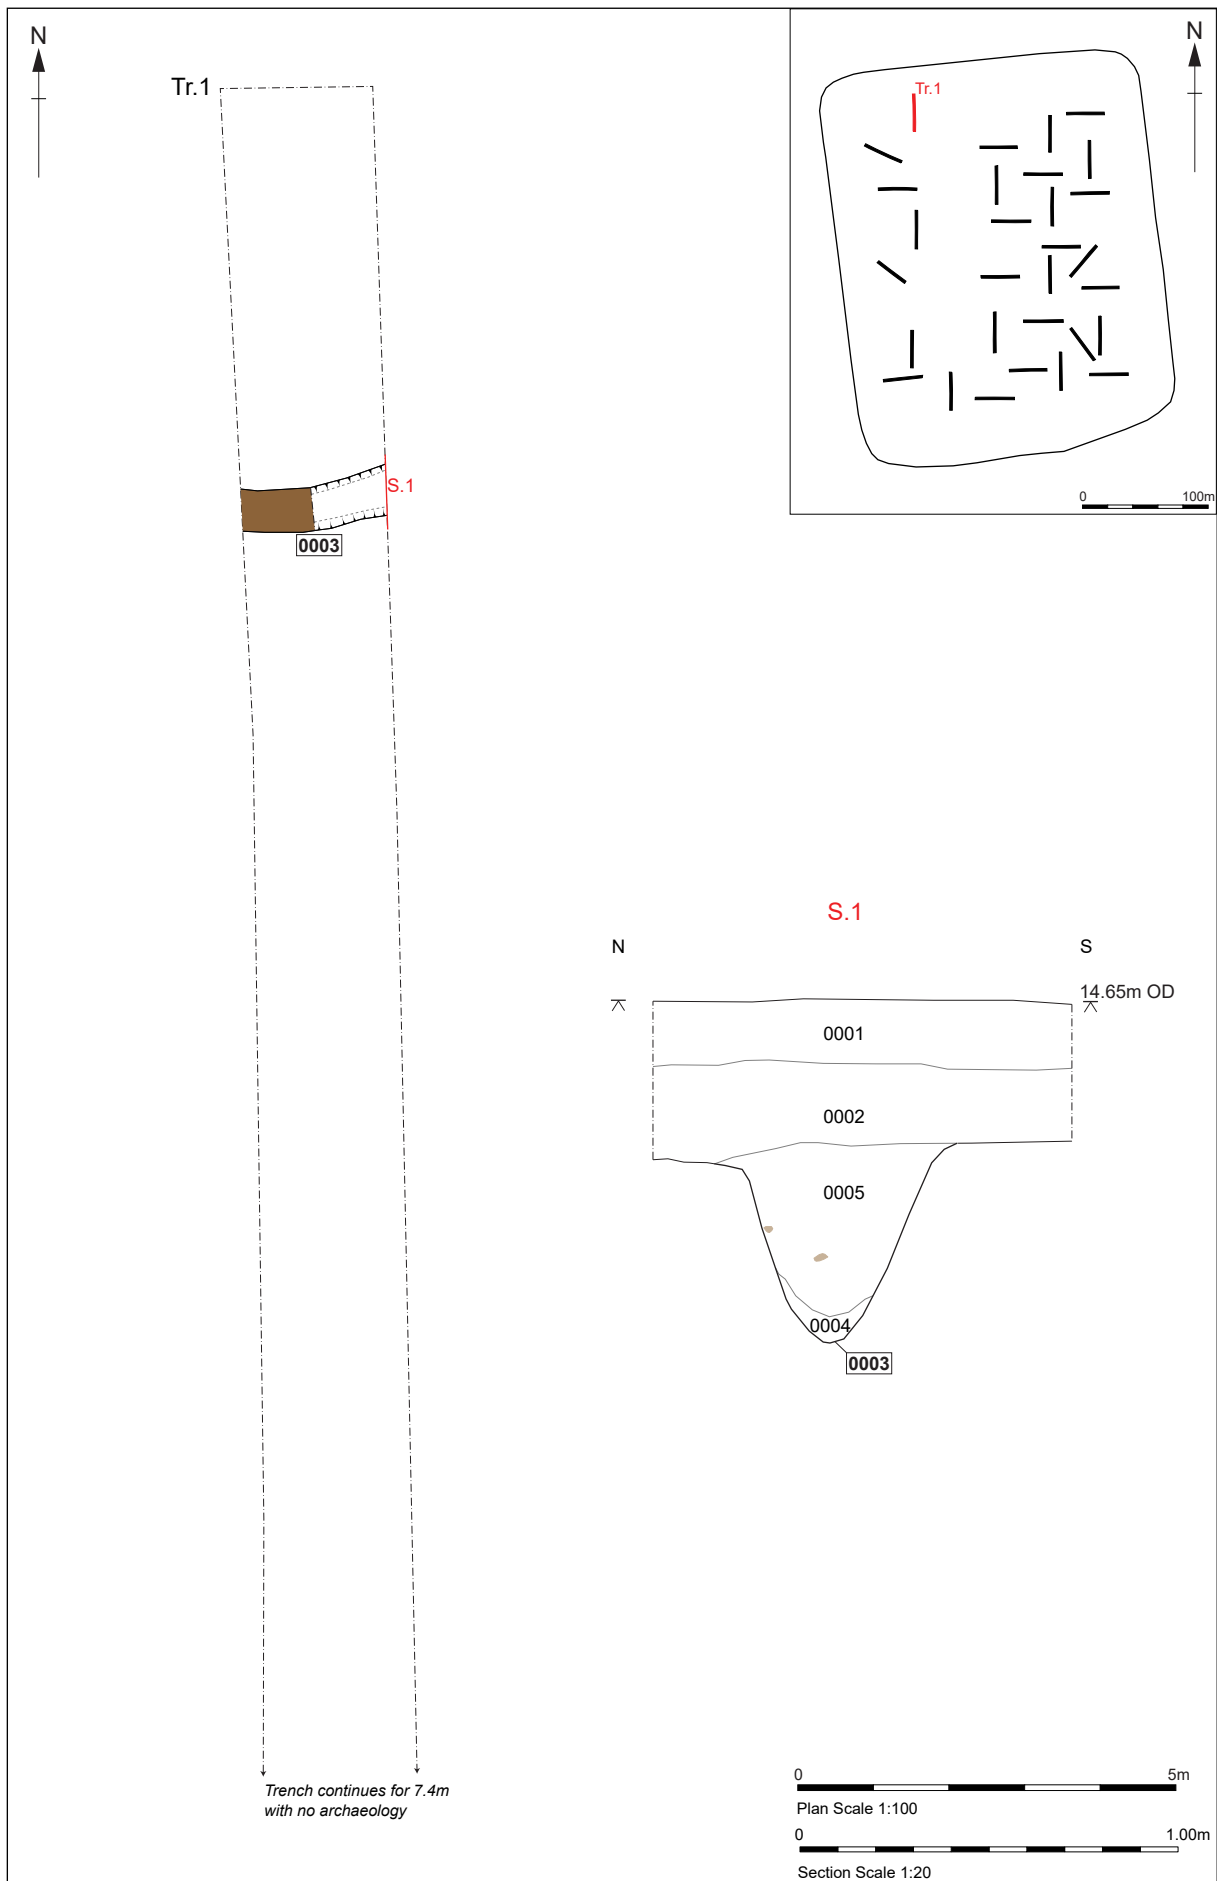 N
Tr.1
S.1
0003
Trench continues for 7.4m
with no archaeology
N
Tr.1
0 100m
S.1
N S
14.65m OD
0001
0002
0005
0004
0003
0 5m
Plan Scale 1:100
0 1.00m
Section Scale 1:20